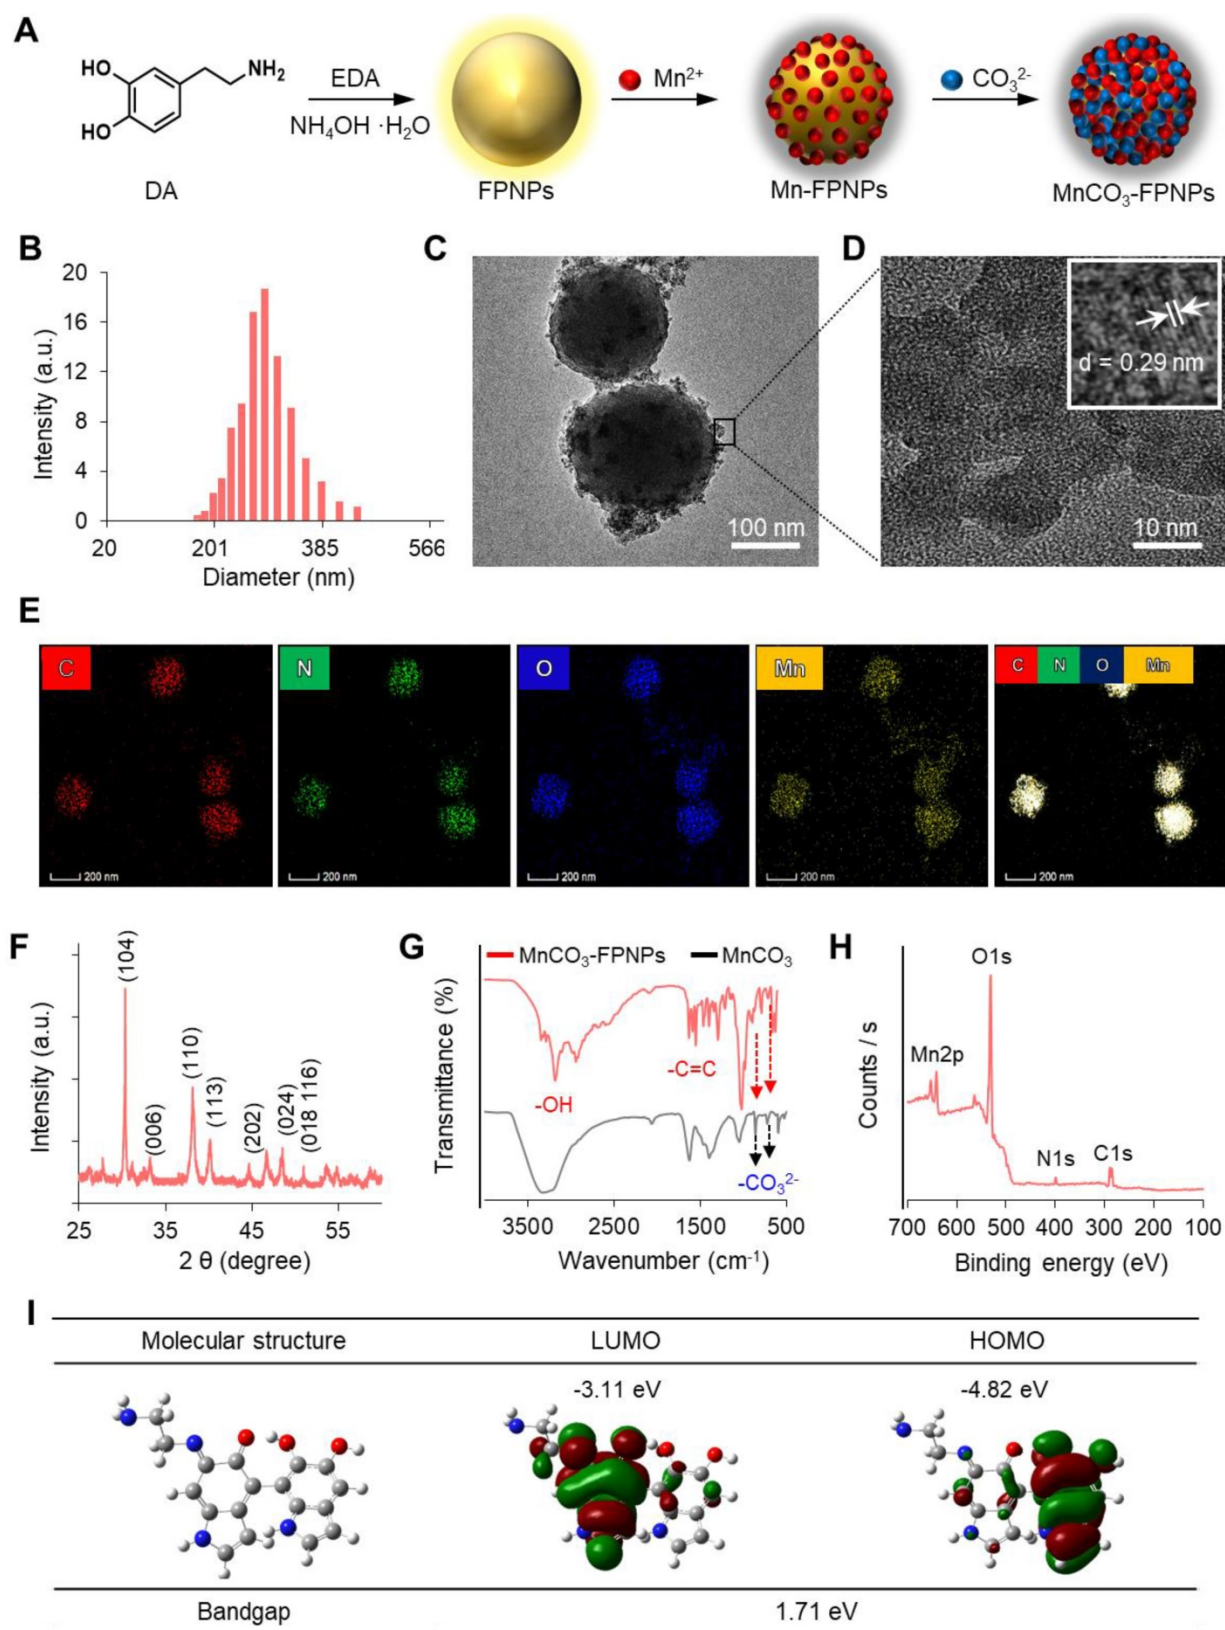 A
HO
HO
NH2
DA
EDA
NH4OH ·H2O
FPNPs
Mn2+
Mn-FPNPs
CO32-
MnCO3-FPNPs
B
Intensity (a.u.)
20
16
12
8
4
0
20 201 385 566
Diameter (nm)
C
100 nm
D
d = 0.29 nm
10 nm
E
C
200 nm
N
200 nm
O
200 nm
Mn
200 nm
C N O Mn
200 nm
F
Intensity (a.u.)
(104)
(006)
(110)
(113)
(202)
(024)
(018 116)
25 35 45 55
2 θ (degree)
G
MnCO3-FPNPs MnCO3
Transmittance (%)
-OH
-C=C
-CO32-
3500 2500 1500 500
Wavenumber (cm-1)
H
Counts / s
O1s
Mn2p
N1s
C1s
700 600 500 400 300 200 100
Binding energy (eV)
I
Molecular structure LUMO HOMO
-3.11 eV -4.82 eV
Bandgap 1.71 eV